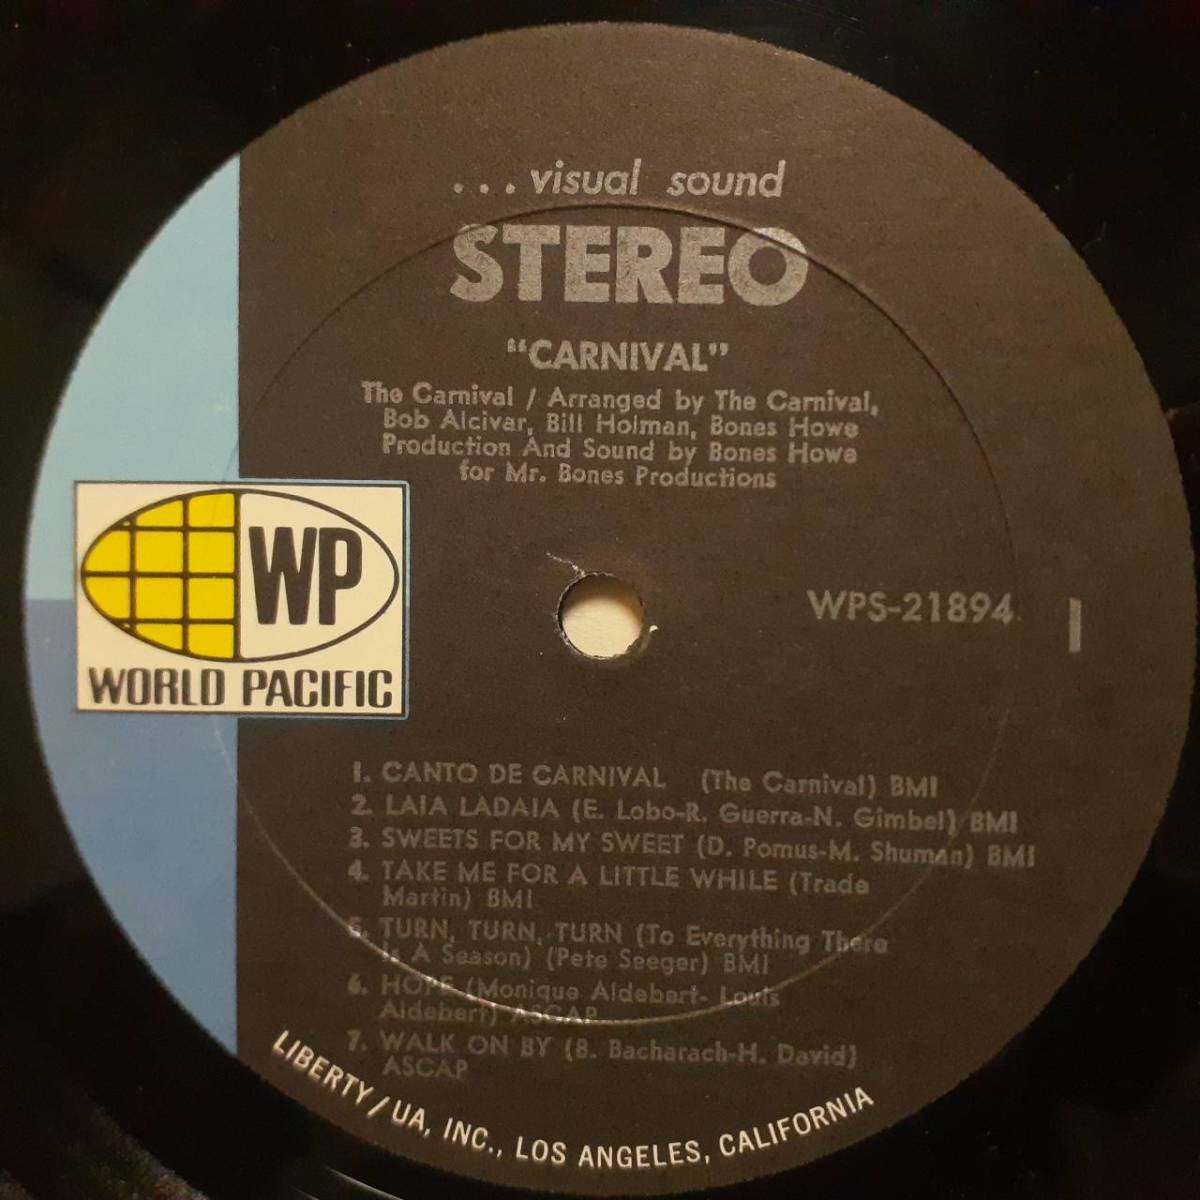 ...visual sound
STEREO
"CARNIVAL"
The Carnival / Arranged by The Carnival,
Bob Alcivar, Bill Holman, Bones Howe
Production And Sound by Bones Howe
for Mr. Bones Productions
WP
WORLD PACIFIC
WPS-21894
1
1. CANTO DE CARNIVAL (The Carnival) BMI
2. LAIA LADAIA (E. Lobo-R. Guerra-N. Gimbel) BMI
3. SWEETS FOR MY SWEET (D. Pomus-M. Shuman) BMI
4. TAKE ME FOR A LITTLE WHILE (Trade
Martin) BMI
5. TURN, TURN, TURN (To Everything There
Is A Season) (Pete Seeger) BMI
6. HOPE (Monique Aldebert- Louis
Aldebert) ASCAP
7. WALK ON BY (B. Bacharach-H. David)
ASCAP
LIBERTY/UA, INC., LOS ANGELES, CALIFORNIA